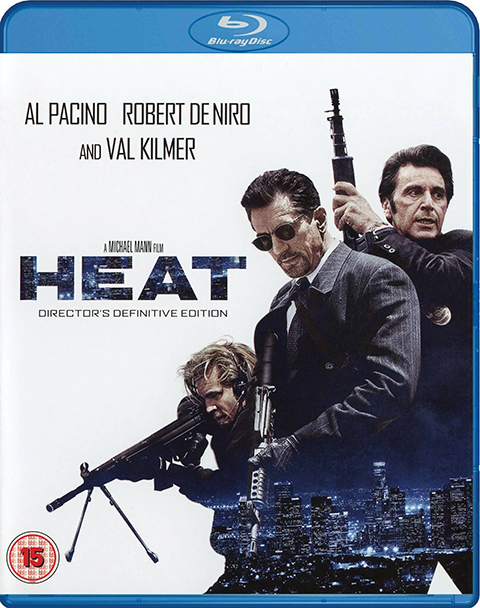 Blu-ray Disc
AL PACINO ROBERT DE NIRO
AND VAL KILMER
A MICHAEL MANN FILM
HEAT
DIRECTOR'S DEFINITIVE EDITION
15